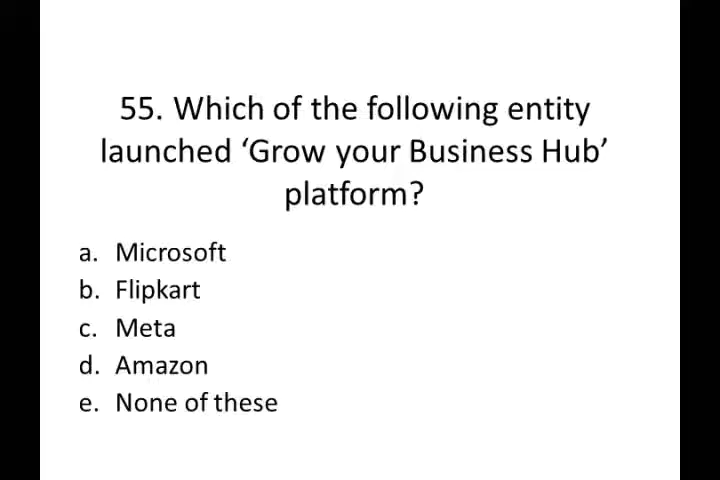 55. Which of the following entity
launched ‘Grow your Business Hub’
platform?
a. Microsoft
b. Flipkart
c. Meta
d. Amazon
e. None of these